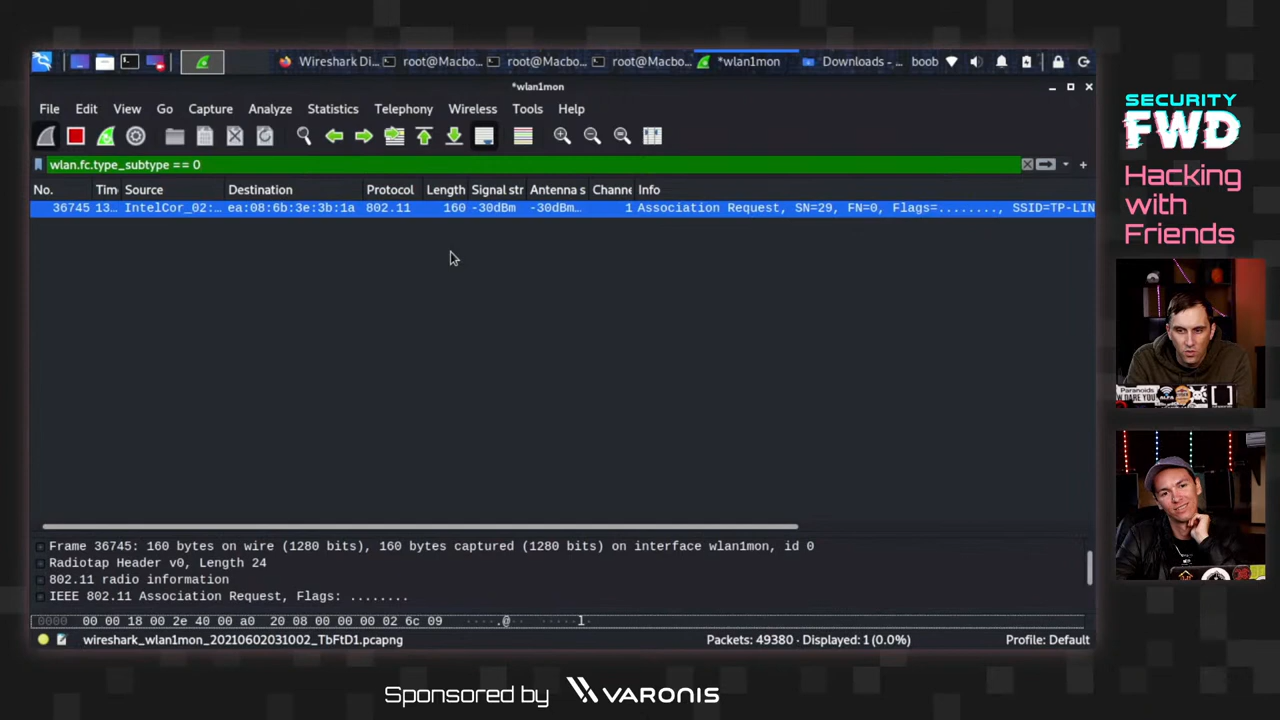 Wireshark Di... root@Macbo... root@Macbo... root@Macbo... *wlan1mon Downloads - ... boob
*wlan1mon
File Edit View Go Capture Analyze Statistics Telephony Wireless Tools Help
wlan.fc.type_subtype == 0
No. Tim Source Destination Protocol Length Signal str Antenna s Channe Info
36745 13... IntelCor_02:... ea:08:6b:3e:3b:1a 802.11 160 -30dBm -30dBm... 1 Association Request, SN=29, FN=0, Flags=........, SSID=TP-LIN
Frame 36745: 160 bytes on wire (1280 bits), 160 bytes captured (1280 bits) on interface wlan1mon, id 0
Radiotap Header v0, Length 24
802.11 radio information
IEEE 802.11 Association Request, Flags: ........
0000 00 00 18 00 2e 40 00 a0 20 08 00 00 00 02 6c 09 ·····.@·· ·····l·
wireshark_wlan1mon_20210602031002_TbFtD1.pcapng Packets: 49380 · Displayed: 1 (0.0%) Profile: Default
SECURITY
FWD
Hacking
with
Friends
Paranoids
W DARE YOU
ALFA
Sponsored by VARONIS